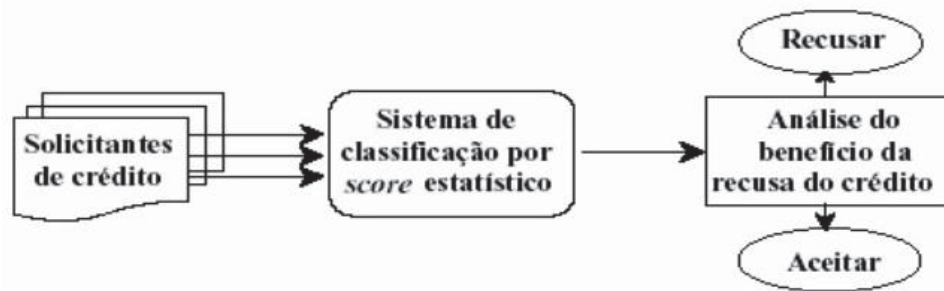 Solicitantes
de crédito
Sistema de
classificação por
score estatístico
Recusar
Análise do
benefício da
recusa do crédito
Aceitar